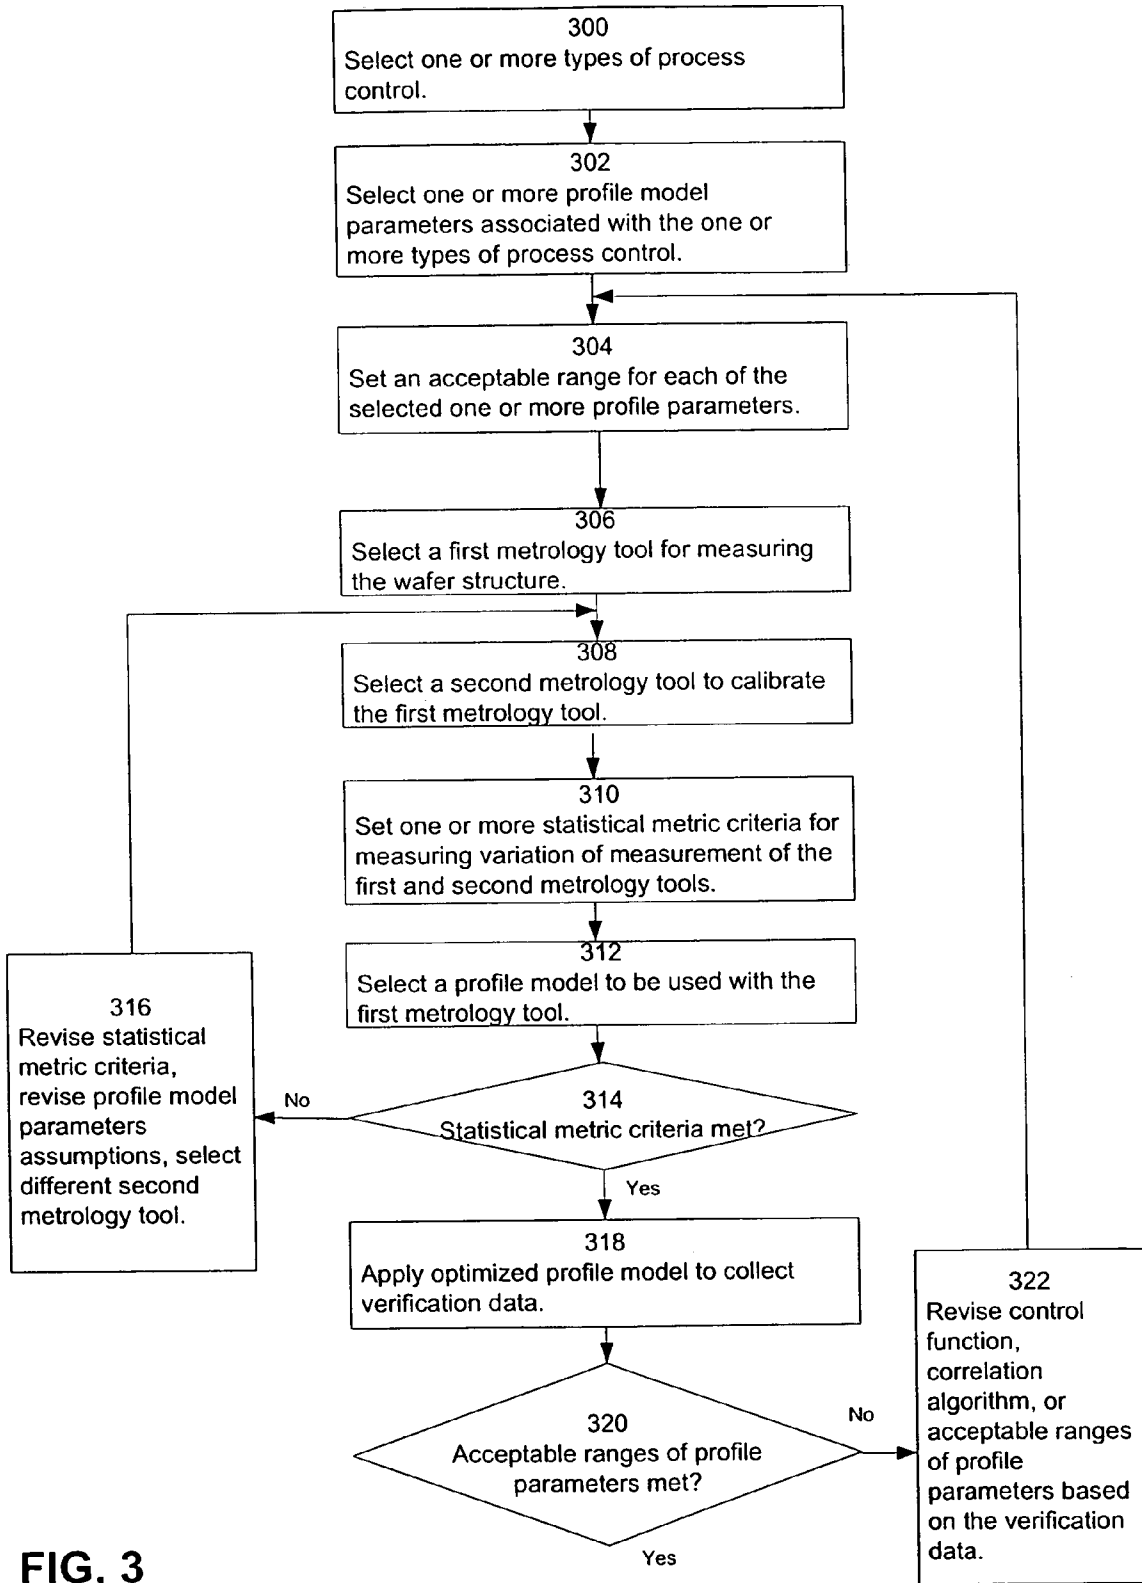 300
Select one or more types of process
control.
302
Select one or more profile model
parameters associated with the one or
more types of process control.
304
Set an acceptable range for each of the
selected one or more profile parameters.
306
Select a first metrology tool for measuring
the wafer structure.
308
Select a second metrology tool to calibrate
the first metrology tool.
310
Set one or more statistical metric criteria for
measuring variation of measurement of the
first and second metrology tools.
312
Select a profile model to be used with the
first metrology tool.
314
Statistical metric criteria met?
No
316
Revise statistical
metric criteria,
revise profile model
parameters
assumptions, select
different second
metrology tool.
Yes
318
Apply optimized profile model to collect
verification data.
320
Acceptable ranges of profile
parameters met?
No
322
Revise control
function,
correlation
algorithm, or
acceptable ranges
of profile
parameters based
on the verification
data.
Yes
FIG. 3